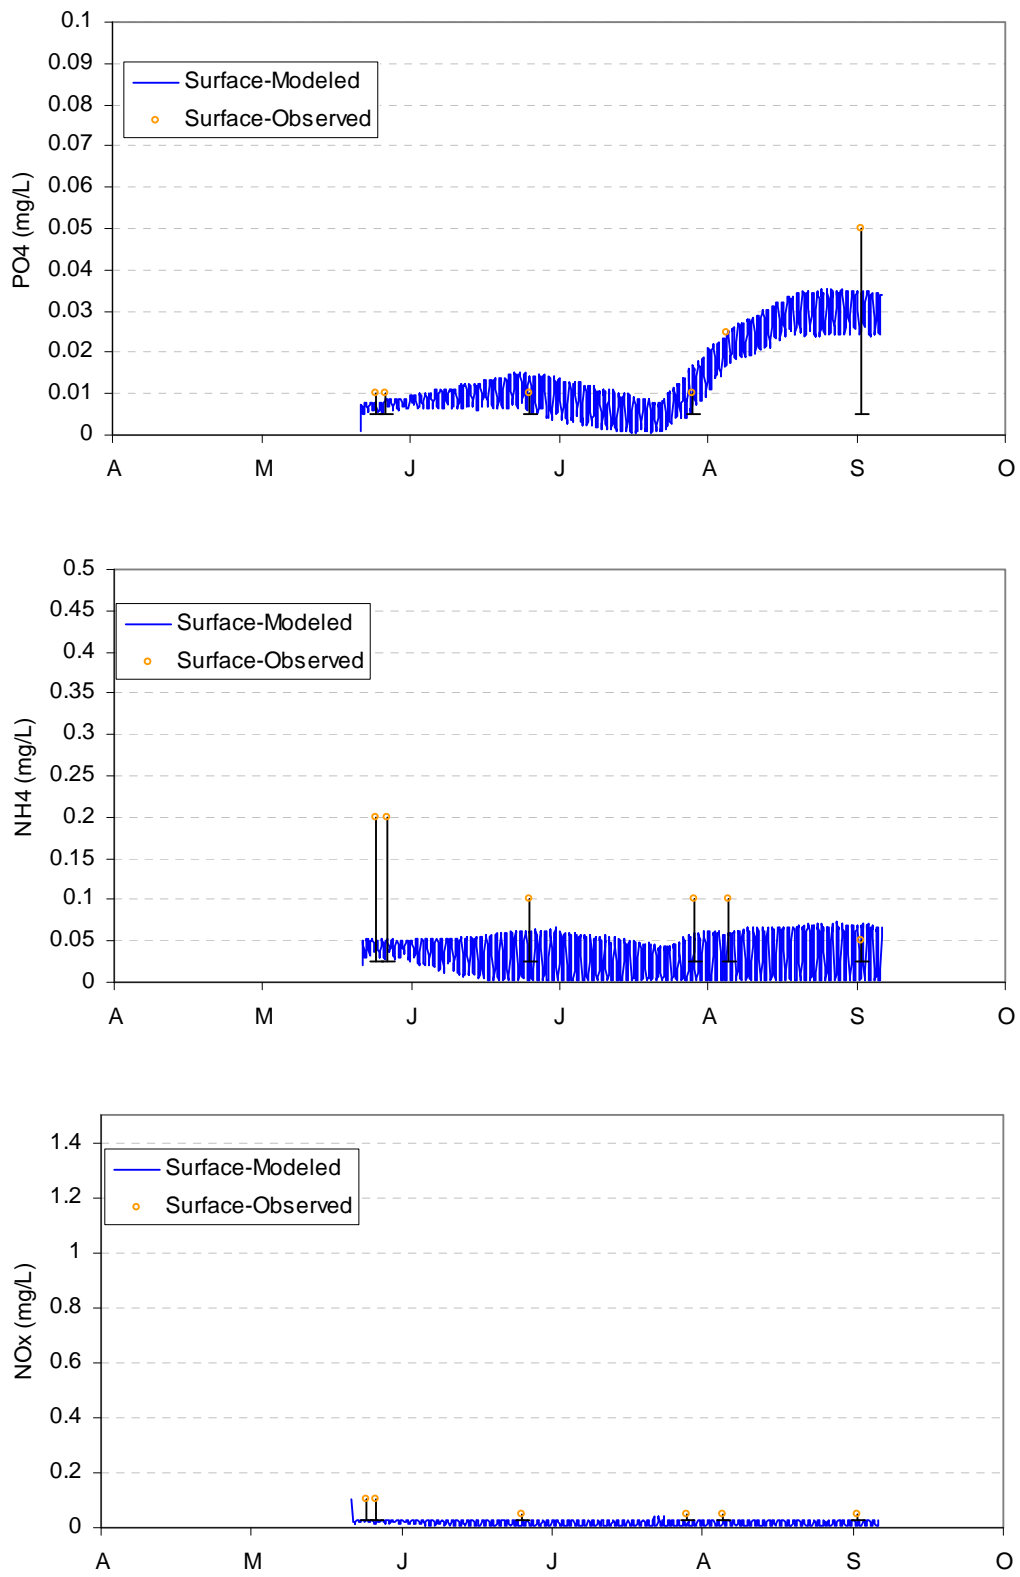 0.1
0.09
0.08
0.07
0.06
0.05
0.04
0.03
0.02
0.01
0
PO4 (mg/L)
Surface-Modeled
Surface-Observed
A M J J A S O
0.5
0.45
0.4
0.35
0.3
0.25
0.2
0.15
0.1
0.05
0
NH4 (mg/L)
Surface-Modeled
Surface-Observed
A M J J A S O
1.4
1.2
1
0.8
0.6
0.4
0.2
0
NOx (mg/L)
Surface-Modeled
Surface-Observed
A M J J A S O